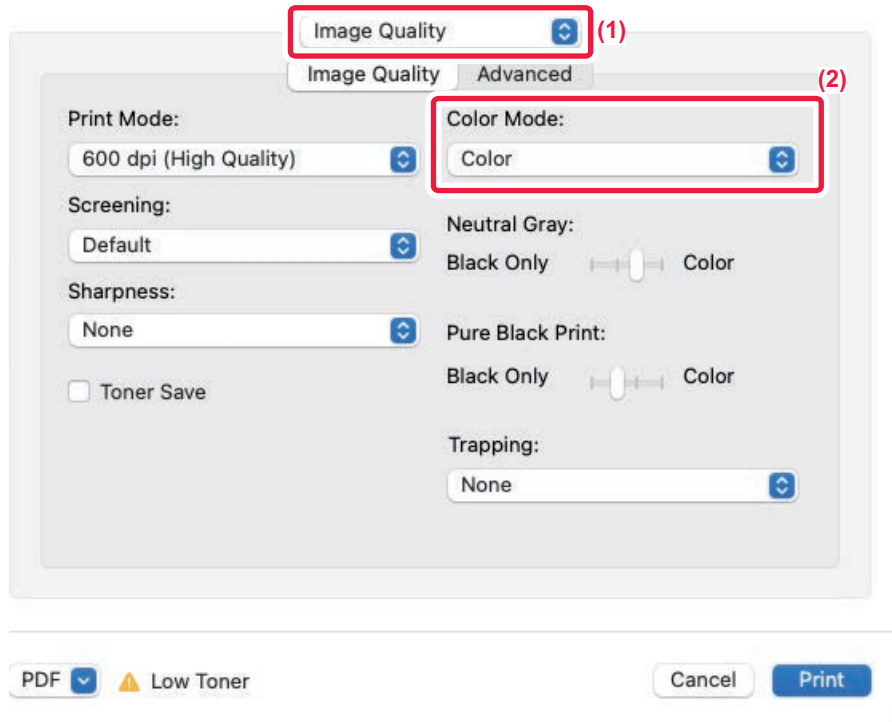 Image Quality (1)
Image Quality Advanced
(2)
Print Mode:
600 dpi (High Quality)
Screening:
Default
Sharpness:
None
Toner Save
Color Mode:
Color
Neutral Gray:
Black Only Color
Pure Black Print:
Black Only Color
Trapping:
None
PDF Low Toner Cancel Print